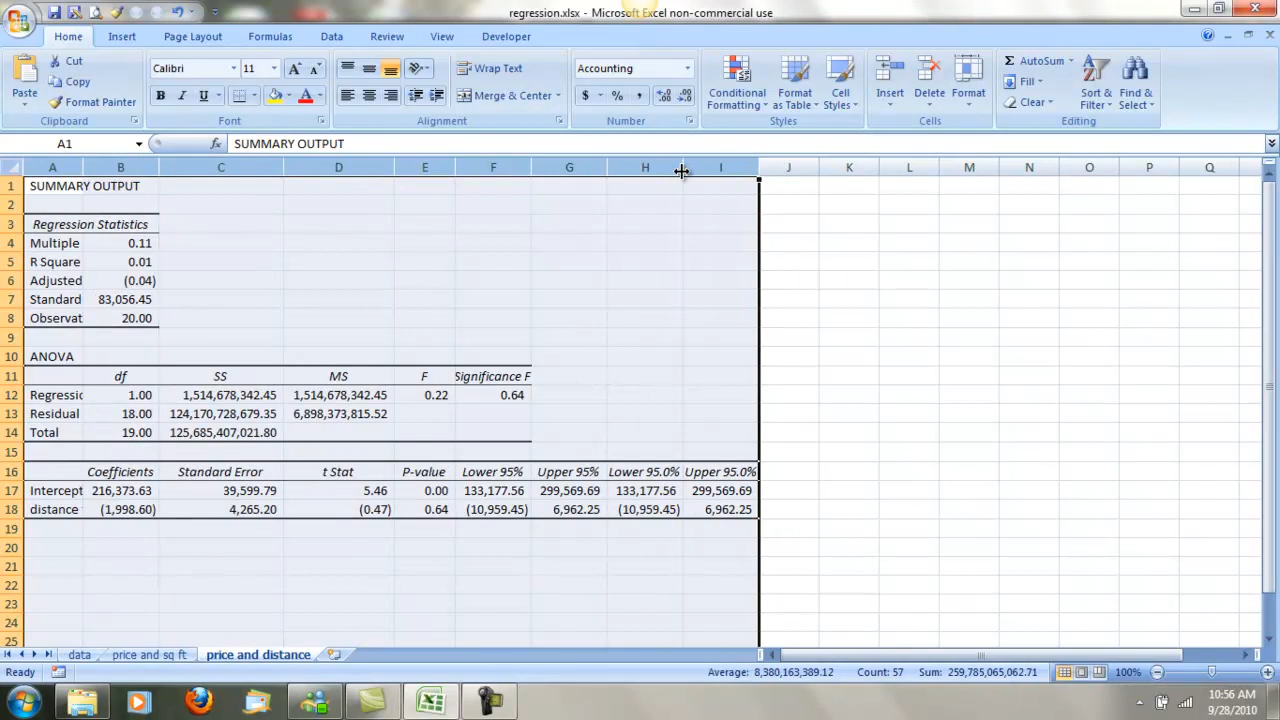 regression.xlsx - Microsoft Excel non-commercial use
Home Insert Page Layout Formulas Data Review View Developer
Paste Cut Copy Format Painter Clipboard
Calibri 11 B I U A A A Font
Wrap Text Merge & Center Alignment
Accounting $ % , .0 .00 .00 .0 Number
Conditional Formatting Format as Table Cell Styles Styles
Insert Delete Format Cells
Σ AutoSum Fill Clear Sort & Filter Find & Select Editing
A1 fx SUMMARY OUTPUT
A B C D E F G H I J K L M N O P Q
1 SUMMARY OUTPUT
2
3 Regression Statistics
4 Multiple 0.11
5 R Square 0.01
6 Adjusted (0.04)
7 Standard 83,056.45
8 Observat 20.00
9
10 ANOVA
11 df SS MS F Significance F
12 Regressic 1.00 1,514,678,342.45 1,514,678,342.45 0.22 0.64
13 Residual 18.00 124,170,728,679.35 6,898,373,815.52
14 Total 19.00 125,685,407,021.80
15
16 Coefficients Standard Error t Stat P-value Lower 95% Upper 95% Lower 95.0% Upper 95.0%
17 Intercept 216,373.63 39,599.79 5.46 0.00 133,177.56 299,569.69 133,177.56 299,569.69
18 distance (1,998.60) 4,265.20 (0.47) 0.64 (10,959.45) 6,962.25 (10,959.45) 6,962.25
19
20
21
22
23
24
25
data price and sq ft price and distance
Ready Average: 8,380,163,389.12 Count: 57 Sum: 259,785,065,062.71 100%
10:56 AM
9/28/2010